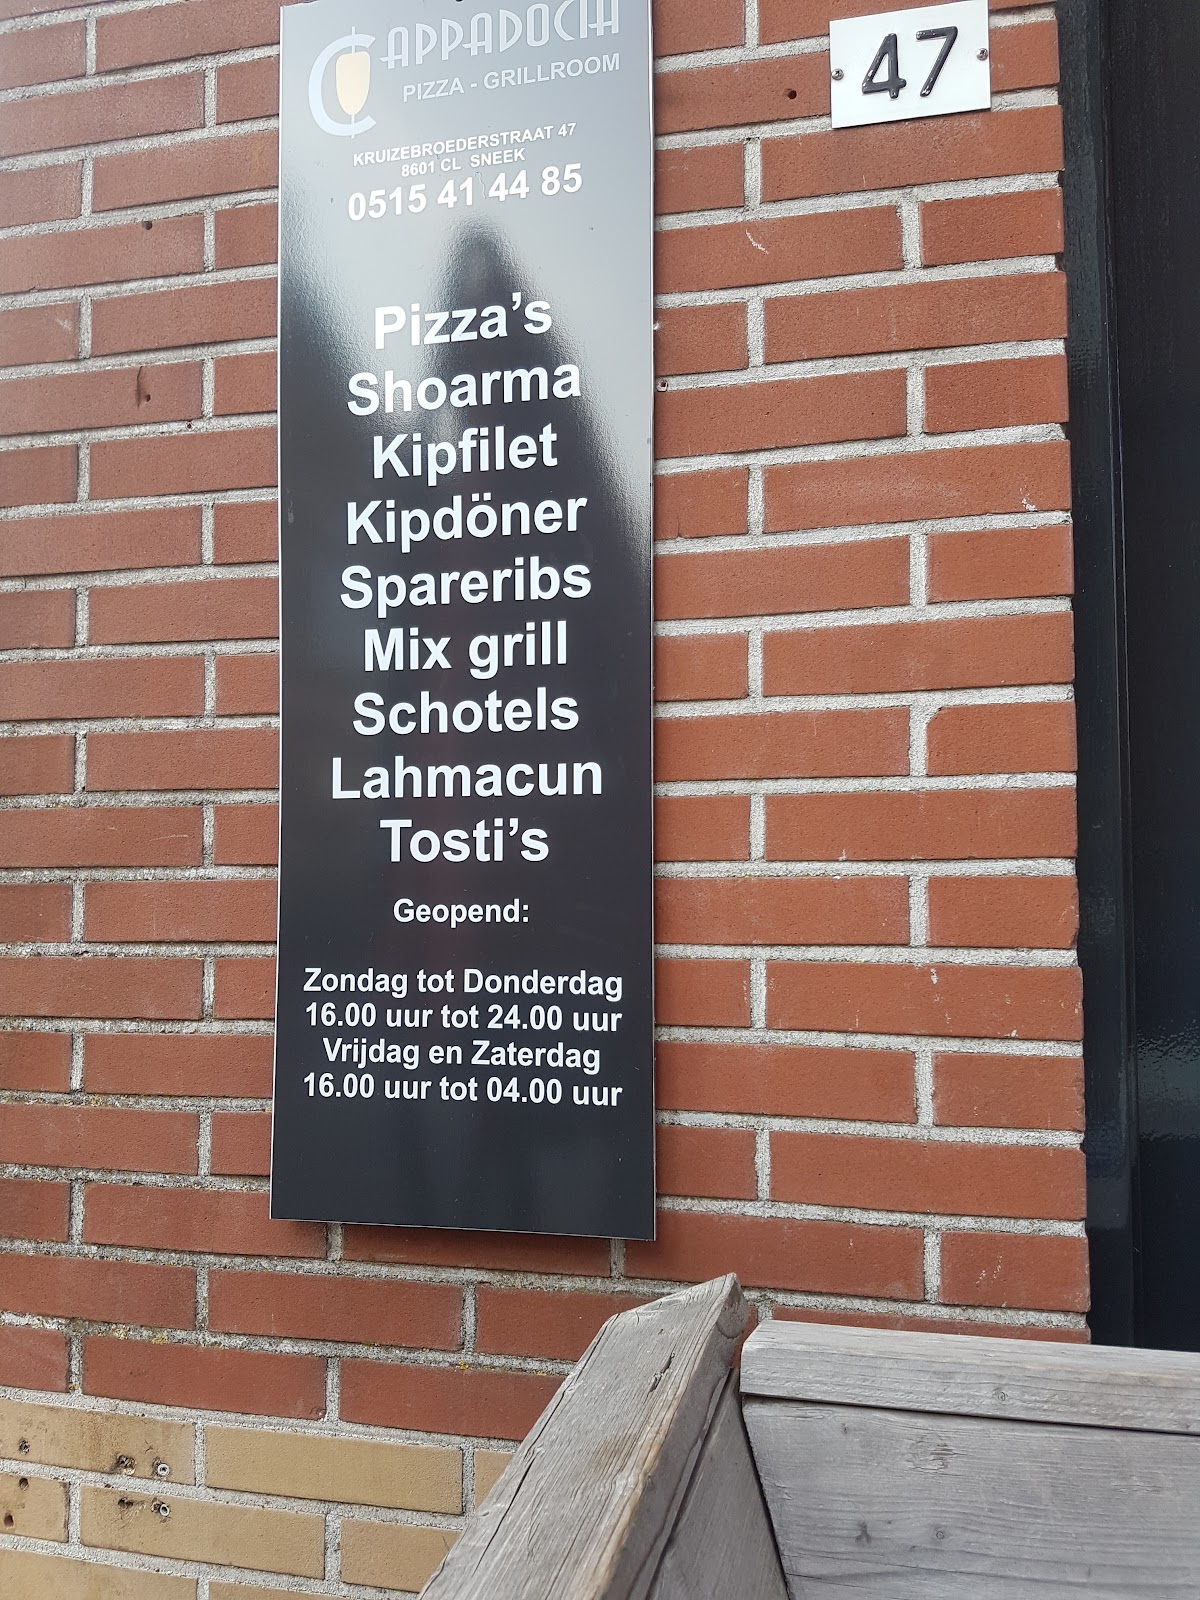 CAPPADOCIA
PIZZA - GRILLROOM
KRUIZEBROEDERSTRAAT 47
8601 CL SNEEK
0515 41 44 85
Pizza's
Shoarma
Kipfilet
Kipdöner
Spareribs
Mix grill
Schotels
Lahmacun
Tosti's
Geopend:
Zondag tot Donderdag
16.00 uur tot 24.00 uur
Vrijdag en Zaterdag
16.00 uur tot 04.00 uur
47